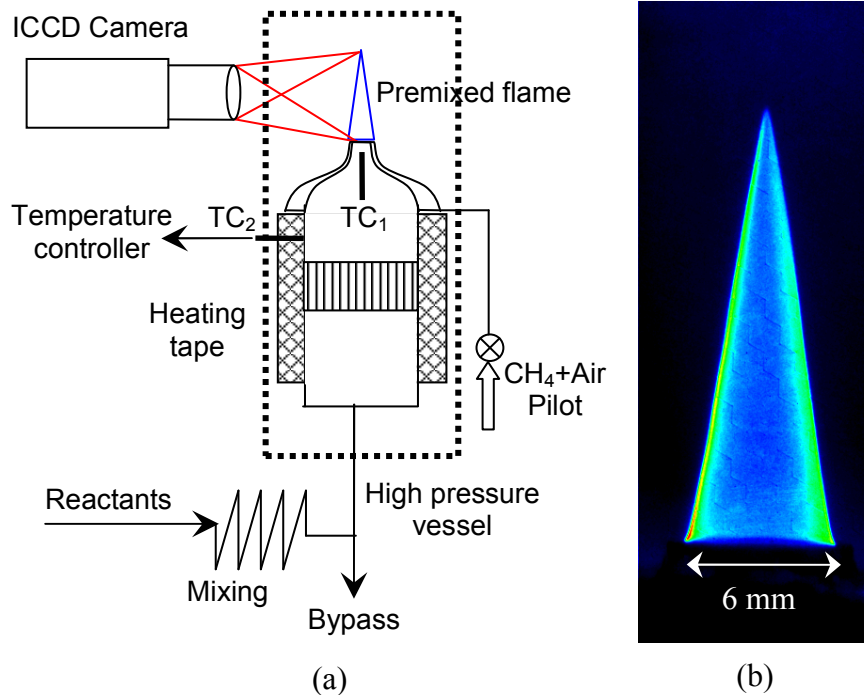 ICCD Camera
Premixed flame
Temperature
controller
TC2
TC1
Heating
tape
CH4+Air
Pilot
Reactants
Mixing
High pressure
vessel
Bypass
(a)
6 mm
(b)